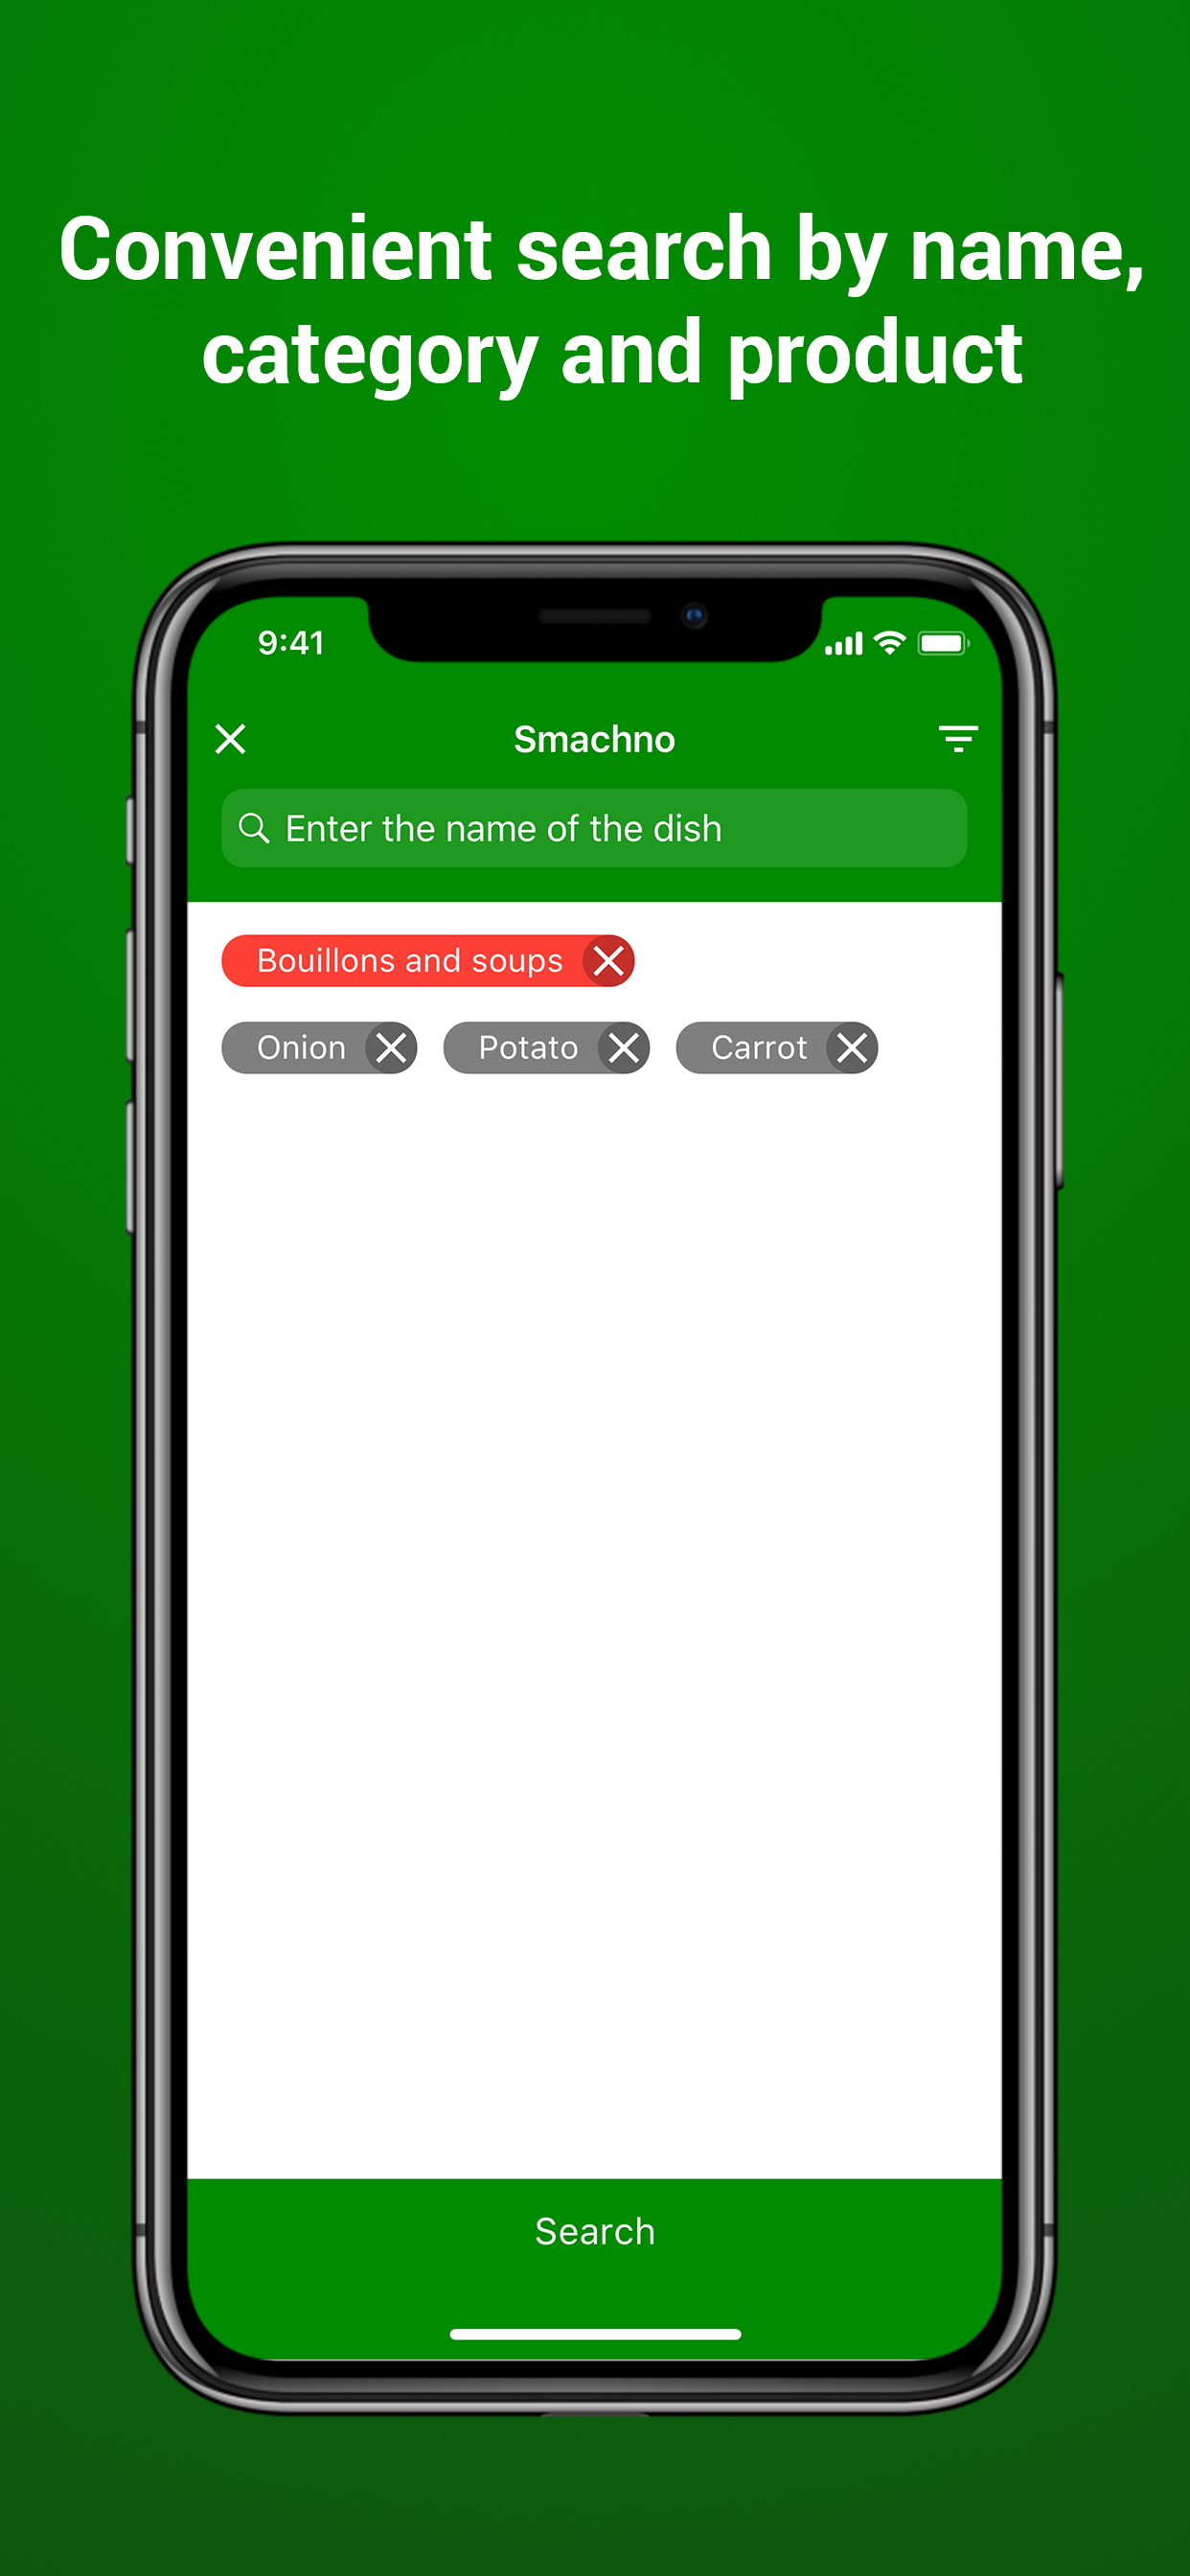 Convenient search by name,
category and product
9:41
Smachno
Enter the name of the dish
Bouillons and soups
Onion Potato Carrot
Search